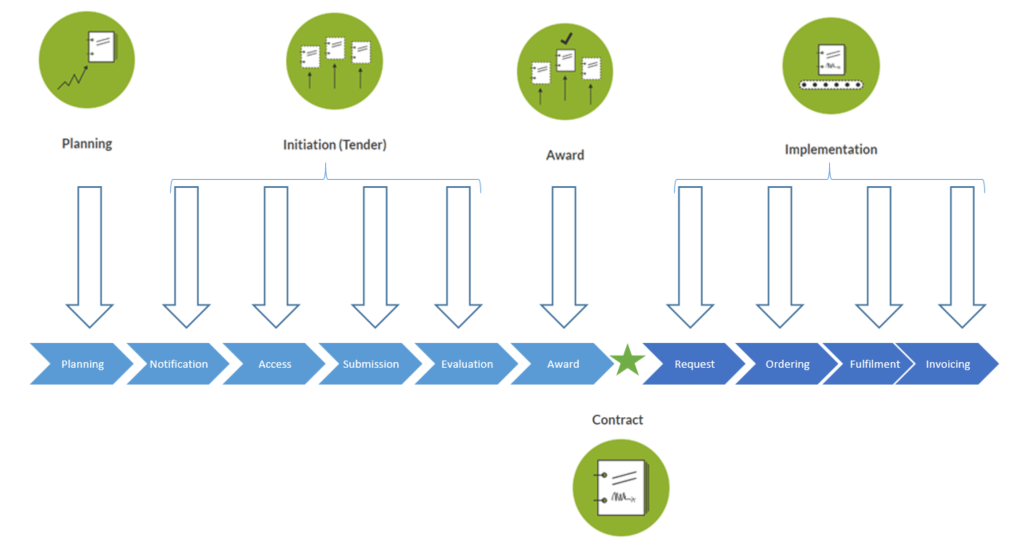 Planning
Initiation (Tender)
Award
Implementation
Planning
Notification
Access
Submission
Evaluation
Award
Request
Ordering
Fulfilment
Invoicing
Contract